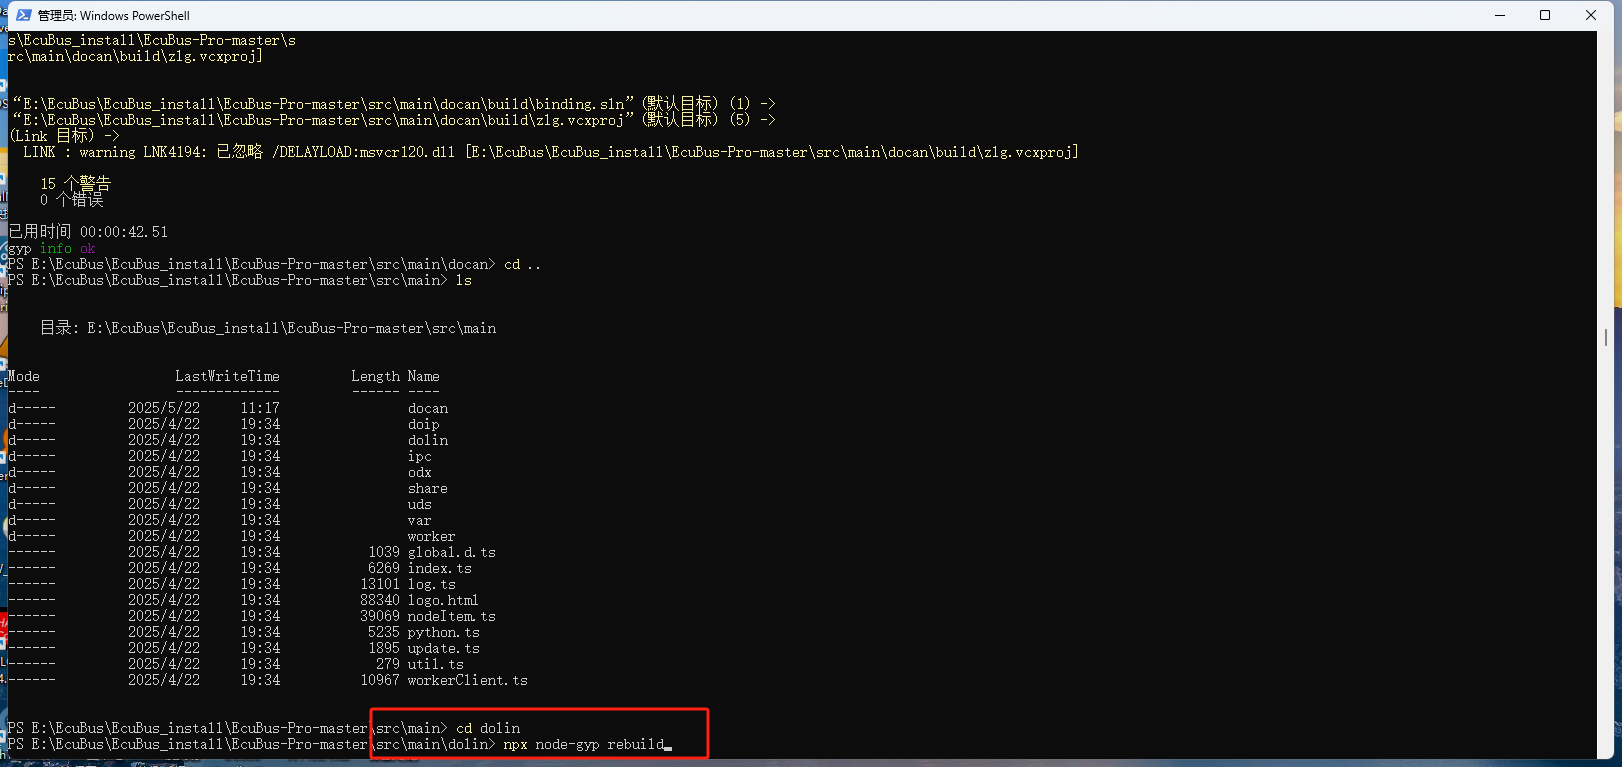 管理员: Windows PowerShell
s\EcuBus_install\EcuBus-Pro-master\s
rc\main\docan\build\zlg.vcxproj]
“E:\EcuBus\EcuBus_install\EcuBus-Pro-master\src\main\docan\build\binding.sln” (默认目标) (1) ->
“E:\EcuBus\EcuBus_install\EcuBus-Pro-master\src\main\docan\build\zlg.vcxproj” (默认目标) (5) ->
(Link 目标) ->
LINK : warning LNK4194: 已忽略 /DELAYLOAD:msvcr120.dll [E:\EcuBus\EcuBus_install\EcuBus-Pro-master\src\main\docan\build\zlg.vcxproj]
15 个警告
0 个错误
已用时间 00:00:42.51
gyp info ok
PS E:\EcuBus\EcuBus_install\EcuBus-Pro-master\src\main\docan> cd ..
PS E:\EcuBus\EcuBus_install\EcuBus-Pro-master\src\main> ls
目录: E:\EcuBus\EcuBus_install\EcuBus-Pro-master\src\main
Mode LastWriteTime Length Name
---- ------------- ------ ----
d----- 2025/5/22 11:17 docan
d----- 2025/4/22 19:34 doip
d----- 2025/4/22 19:34 dolin
d----- 2025/4/22 19:34 ipc
d----- 2025/4/22 19:34 odx
d----- 2025/4/22 19:34 share
d----- 2025/4/22 19:34 uds
d----- 2025/4/22 19:34 var
d----- 2025/4/22 19:34 worker
------ 2025/4/22 19:34 1039 global.d.ts
------ 2025/4/22 19:34 6269 index.ts
------ 2025/4/22 19:34 13101 log.ts
------ 2025/4/22 19:34 88340 logo.html
------ 2025/4/22 19:34 39069 nodeItem.ts
------ 2025/4/22 19:34 5235 python.ts
------ 2025/4/22 19:34 1895 update.ts
------ 2025/4/22 19:34 279 util.ts
------ 2025/4/22 19:34 10967 workerClient.ts
PS E:\EcuBus\EcuBus_install\EcuBus-Pro-master\src\main> cd dolin
PS E:\EcuBus\EcuBus_install\EcuBus-Pro-master\src\main\dolin> npx node-gyp rebuild